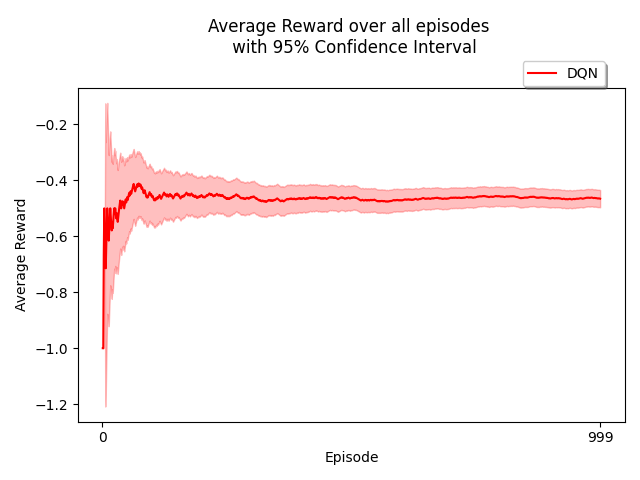 Average Reward over all episodes
with 95% Confidence Interval
DQN
−0.2
−0.4
−0.6
−0.8
−1.0
−1.2
Average Reward
0
999
Episode